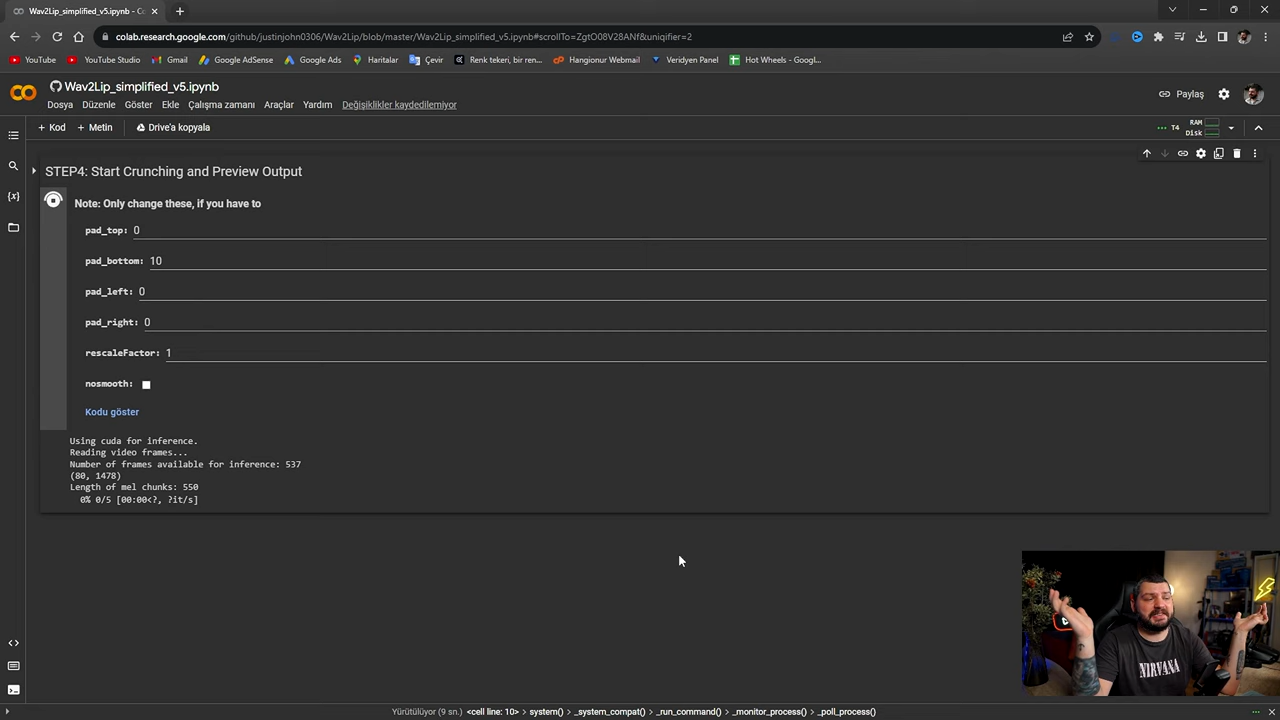 Wav2Lip_simplified_v5.ipynb - C
colab.research.google.com/github/justinjohn0306/Wav2Lip/blob/master/Wav2Lip_simplified_v5.ipynb#scrollTo=ZgtO08V28ANf&uniqifier=2
YouTube
YouTube Studio
Gmail
Google AdSense
Google Ads
Haritalar
Çevir
Renk tekeri, bir ren...
Hangionur Webmail
Veridyen Panel
Hot Wheels - Googl...
Wav2Lip_simplified_v5.ipynb
Dosya Düzenle Göster Ekle Çalışma zamanı Araçlar Yardım Değişiklikler kaydedilemiyor
Paylaş
+ Kod + Metin Drive'a kopyala
T4 RAM
Disk
STEP4: Start Crunching and Preview Output
Note: Only change these, if you have to
pad_top: 0
pad_bottom: 10
pad_left: 0
pad_right: 0
rescaleFactor: 1
nosmooth:
Kodu göster
Using cuda for inference.
Reading video frames...
Number of frames available for inference: 537
(80, 1478)
Length of mel chunks: 550
0% 0/5 [00:00<?, ?it/s]
NIRVANA
Yürütülüyor (9 sn.) <cell line: 10> > system() > _system_compat() > _run_command() > _monitor_process() > _poll_process()